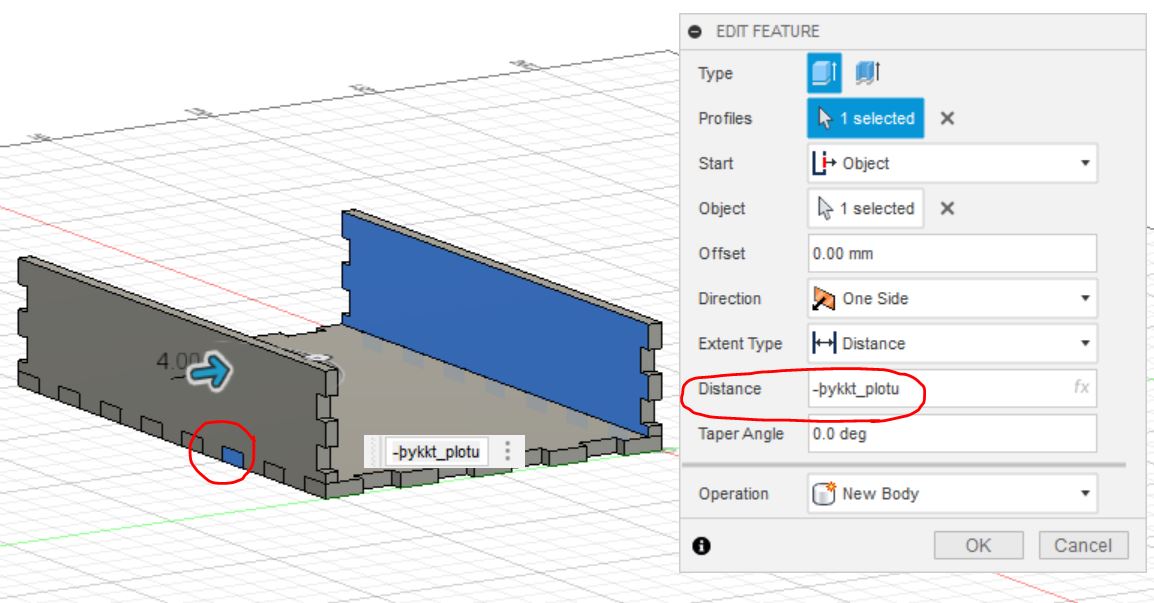 EDIT FEATURE
Type
Profiles 1 selected
Start Object
Object 1 selected
Offset 0.00 mm
Direction One Side
Extent Type Distance
Distance -þykkt_plotu fx
Taper Angle 0.0 deg
Operation New Body
OK Cancel
4.00
-þykkt_plotu